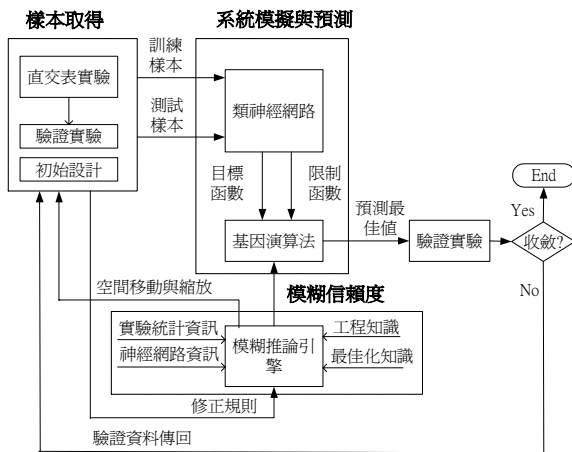 樣本取得
系統模擬與預測
訓練
樣本
直交表實驗
測試
樣本
類神經網路
驗證實驗
初始設計
目標
函數
限制
函數
End
預測最
佳值
Yes
基因演算法
驗證實驗
收斂?
空間移動與縮放
模糊信賴度
No
實驗統計資訊
工程知識
神經網路資訊
模糊推論引
擎
最佳化知識
修正規則
驗證資料傳回